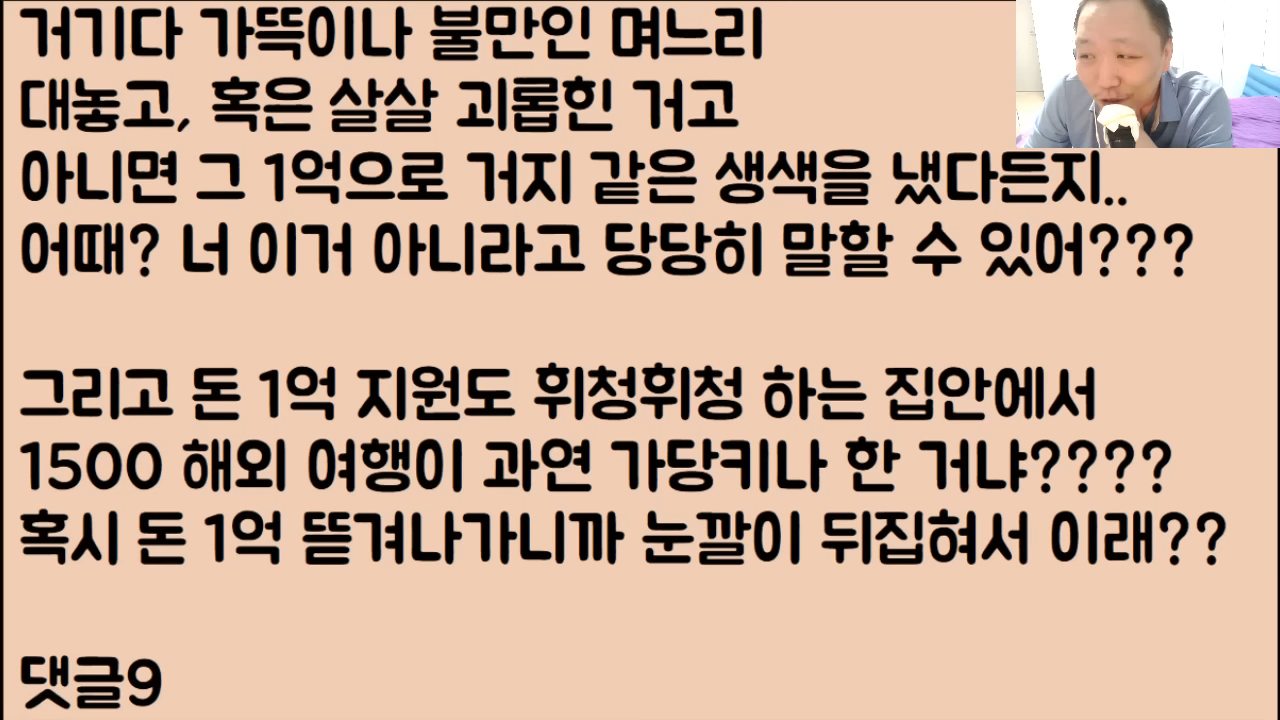 거기다 가뜩이나 불만인 며느리
대놓고, 혹은 살살 괴롭힌 거고
아니면 그 1억으로 거지 같은 생색을 냈다든지..
어때? 너 이거 아니라고 당당히 말할 수 있어???
그리고 돈 1억 지원도 휘청휘청 하는 집안에서
1500 해외 여행이 과연 가당키나 한 거냐????
혹시 돈 1억 뜯겨나가니까 눈깔이 뒤집혀서 이래??
댓글9